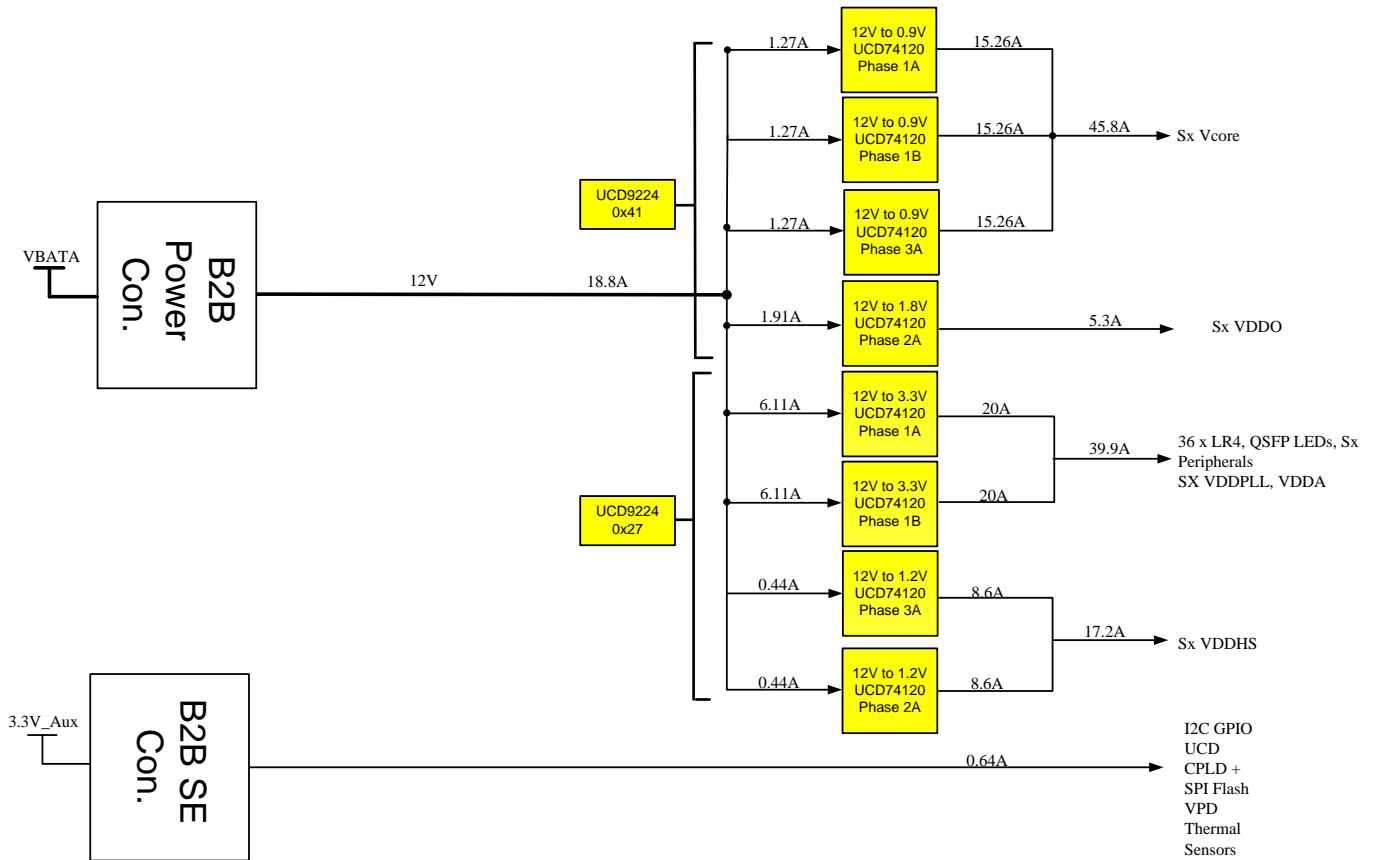 1.27A
12V to 0.9V
UCD74120
Phase 1A
15.26A
1.27A
12V to 0.9V
UCD74120
Phase 1B
15.26A
45.8A
Sx Vcore
UCD9224
0x41
1.27A
12V to 0.9V
UCD74120
Phase 3A
15.26A
VBATA
B2B
Power
Con.
12V
18.8A
1.91A
12V to 1.8V
UCD74120
Phase 2A
5.3A
Sx VDDO
6.11A
12V to 3.3V
UCD74120
Phase 1A
20A
39.9A
36 x LR4, QSFP LEDs, Sx
Peripherals
SX VDDPLL, VDDA
UCD9224
0x27
6.11A
12V to 3.3V
UCD74120
Phase 1B
20A
0.44A
12V to 1.2V
UCD74120
Phase 3A
8.6A
17.2A
Sx VDDHS
0.44A
12V to 1.2V
UCD74120
Phase 2A
8.6A
3.3V_Aux
B2B SE
Con.
0.64A
I2C GPIO
UCD
CPLD +
SPI Flash
VPD
Thermal
Sensors